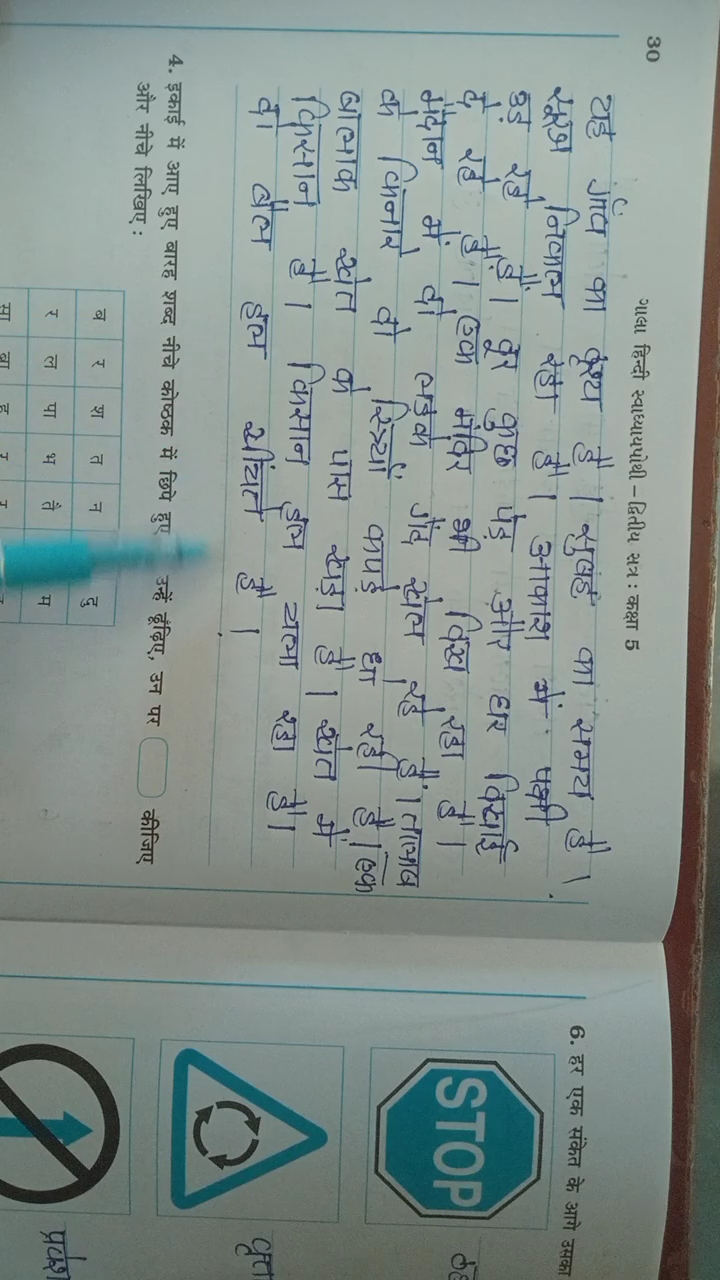 30
गाला हिन्दी स्वाध्यायपोथी – द्वितीय सत्र : कक्षा 5
यह गाँव का दृश्य है। सुबह का समय है।
सूरज निकल रहा है। आकाश में पक्षी
उड़ रहे हैं। दूर कुछ पेड़ और घर दिखाई
दे रहे हैं। एक मंदिर भी दिख रहा है।
मैदान में दो लड़के गेंद खेल रहे हैं। तालाब
के किनारे दो स्त्रियाँ कपड़े धो रही हैं। एक
बालक खेत के पास खड़ा है। खेत में
किसान है। किसान हल चला रहा है।
दो बैल हल खींचते हैं।
4. इकाई में आए हुए बारह शब्द नीचे कोष्ठक में छिपे हुए उन्हें ढूँढ़िए, उन पर कीजिए
और नीचे लिखिए :
ब र श त न दु
र ल पा भ तै म
6. हर एक संकेत के आगे उसका
STOP